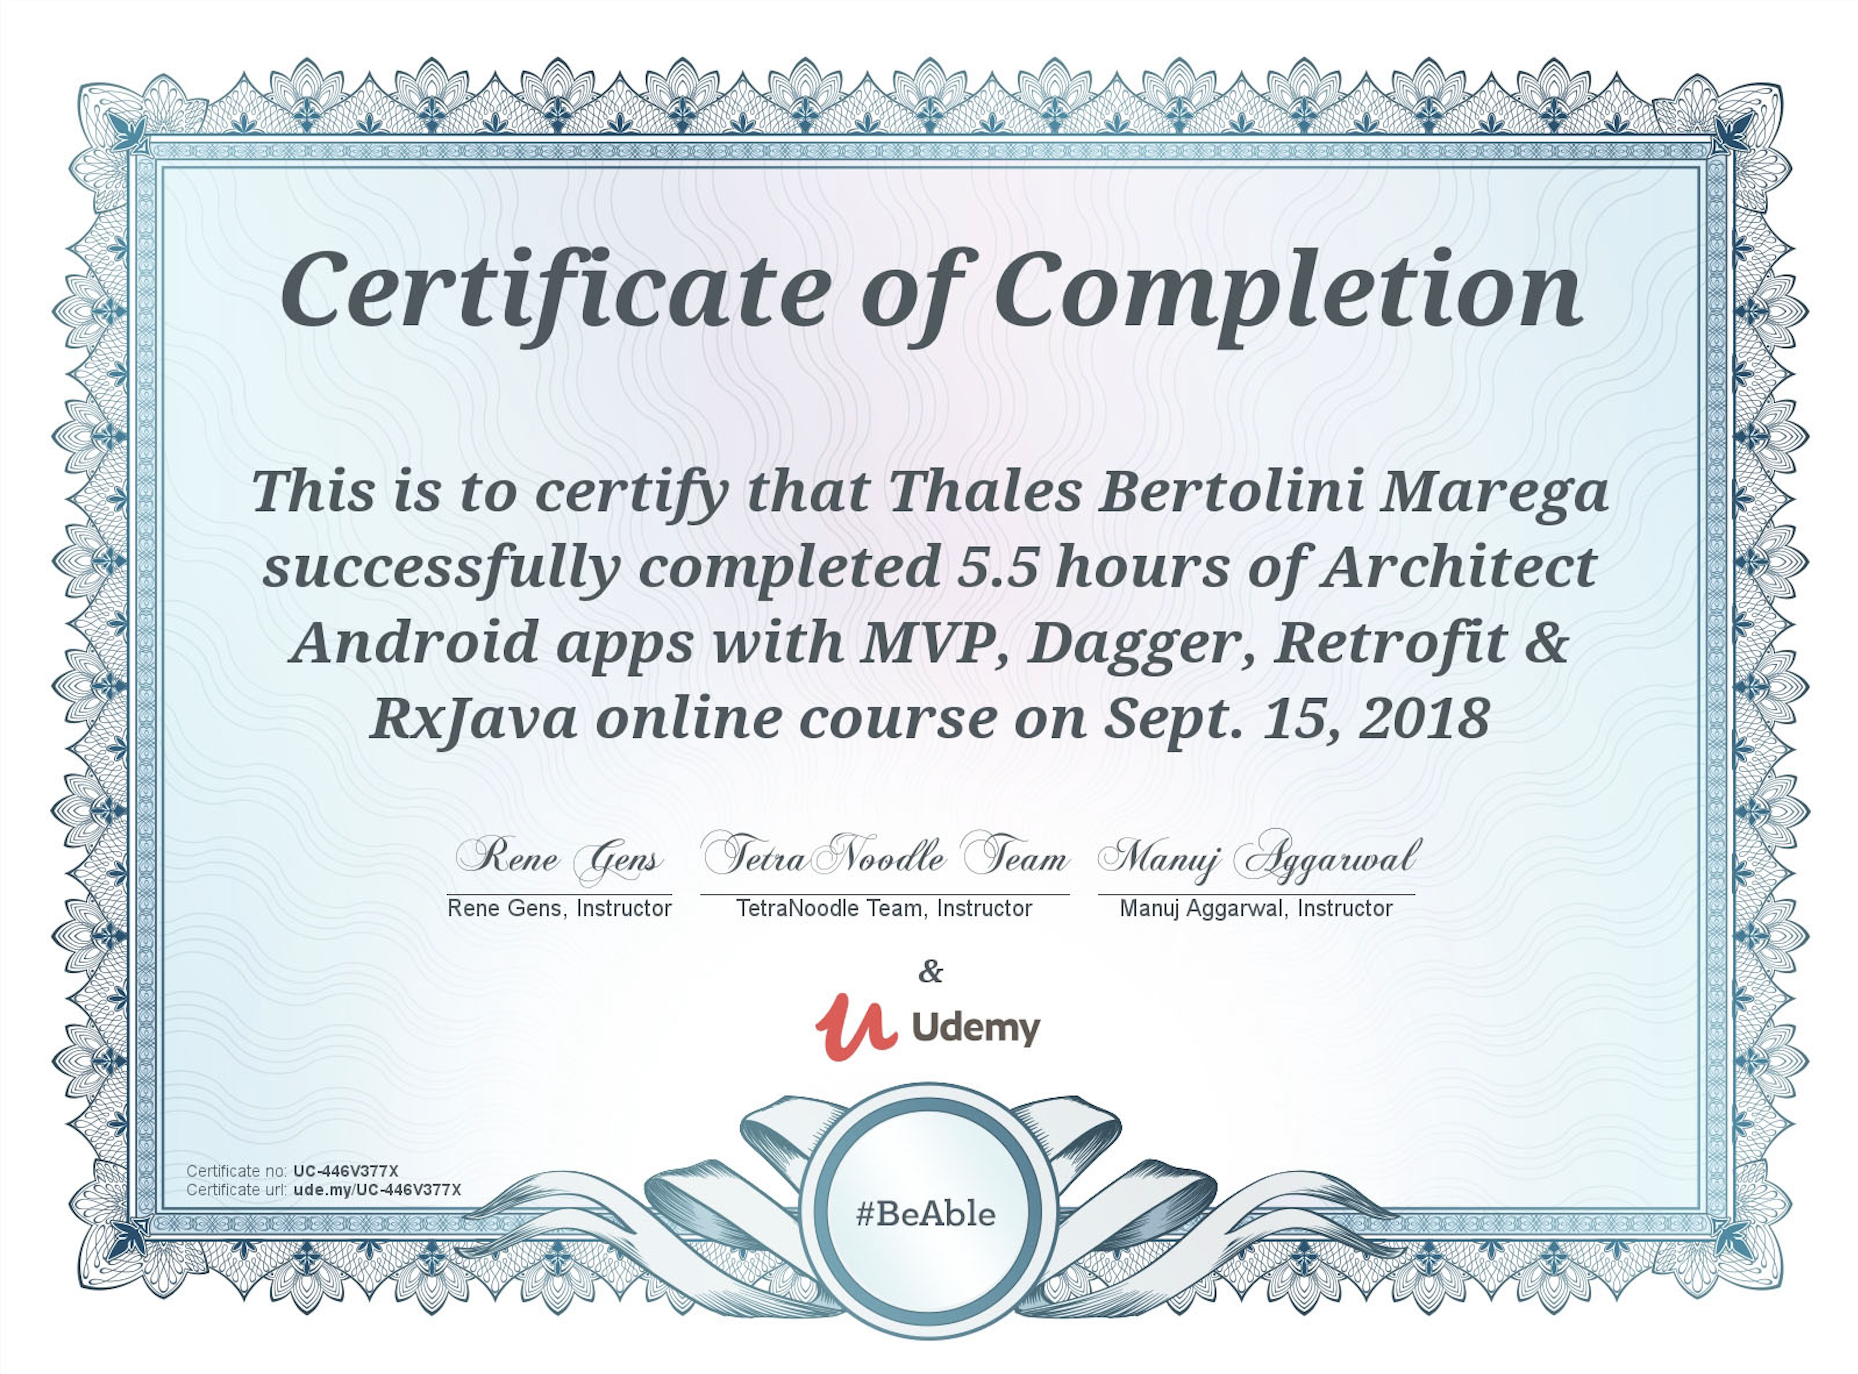 Certificate of Completion
This is to certify that Thales Bertolini Marega
successfully completed 5.5 hours of Architect
Android apps with MVP, Dagger, Retrofit &
RxJava online course on Sept. 15, 2018
Rene Gens TetraNoodle Team Manuj Aggarwal
Rene Gens, Instructor TetraNoodle Team, Instructor Manuj Aggarwal, Instructor
&
Udemy
Certificate no: UC-446V377X
Certificate url: ude.my/UC-446V377X
#BeAble